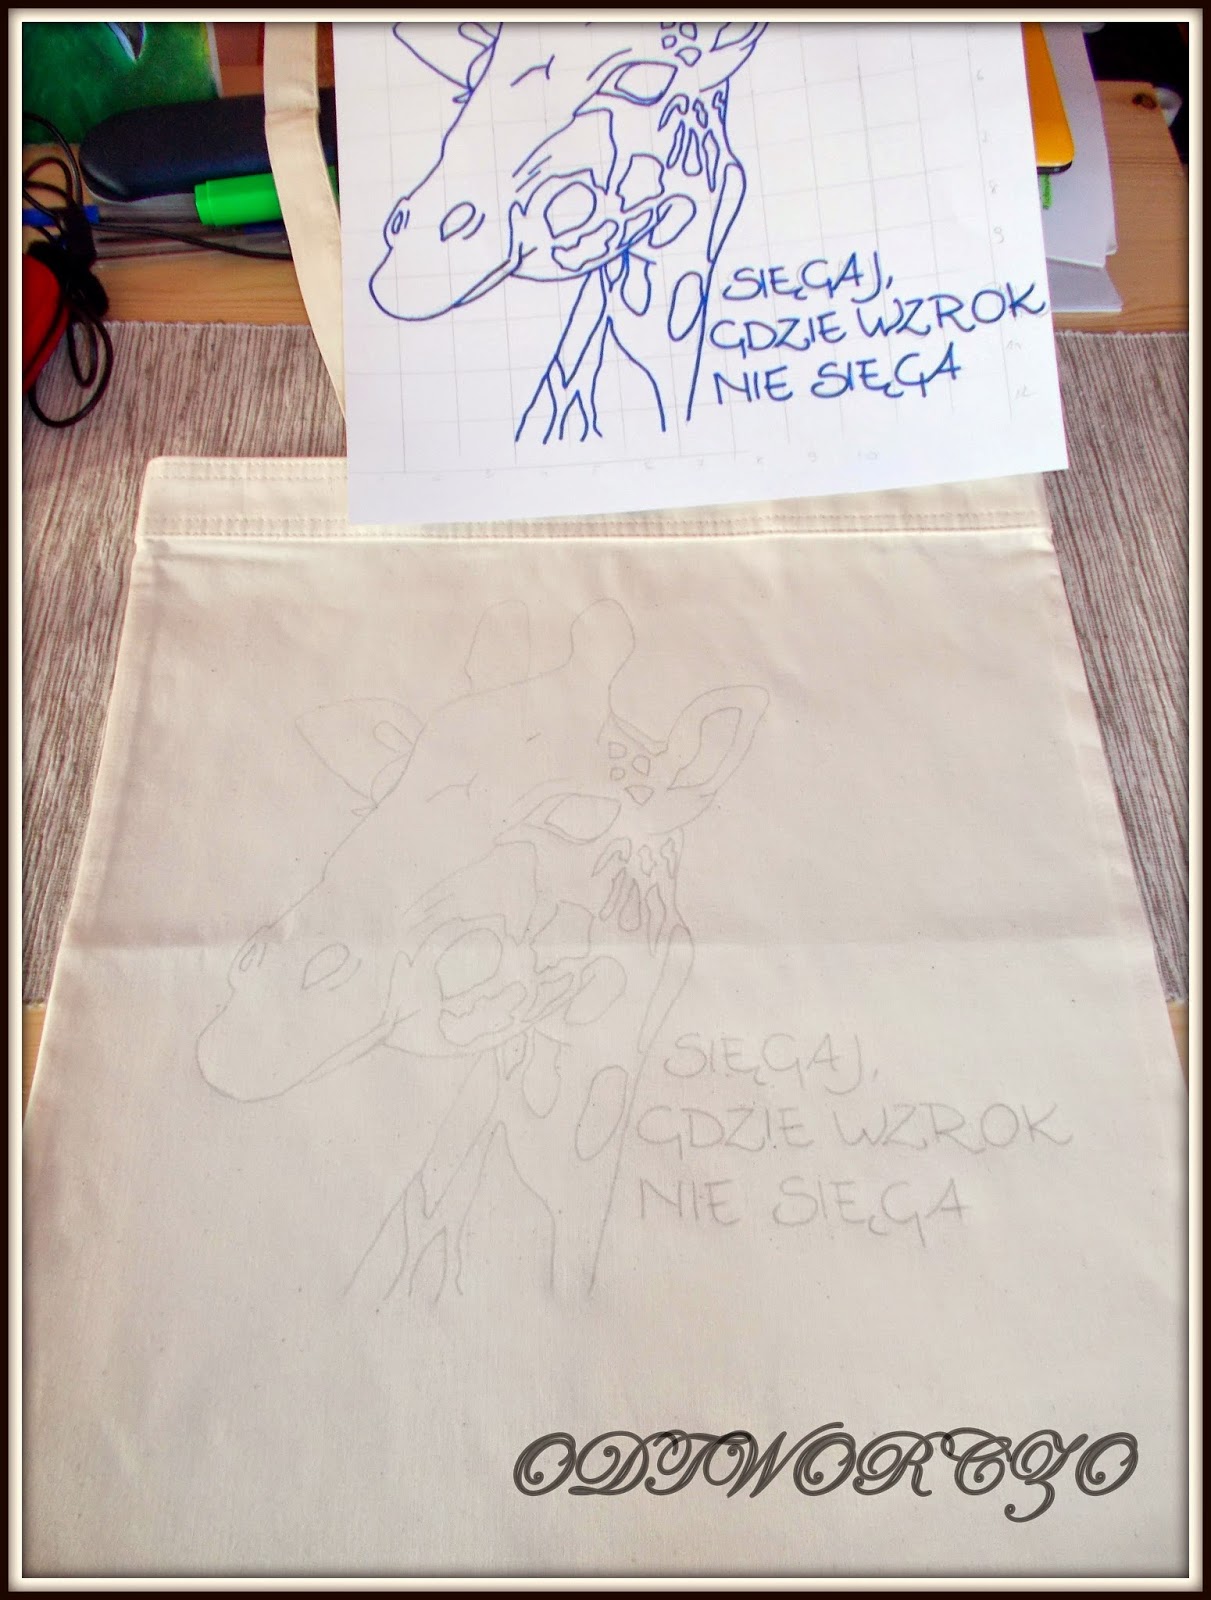 SIĘGAJ,
GDZIE WZROK
NIE SIĘGA
SIĘGAJ,
GDZIE WZROK
NIE SIĘGA
ODTWORCZO